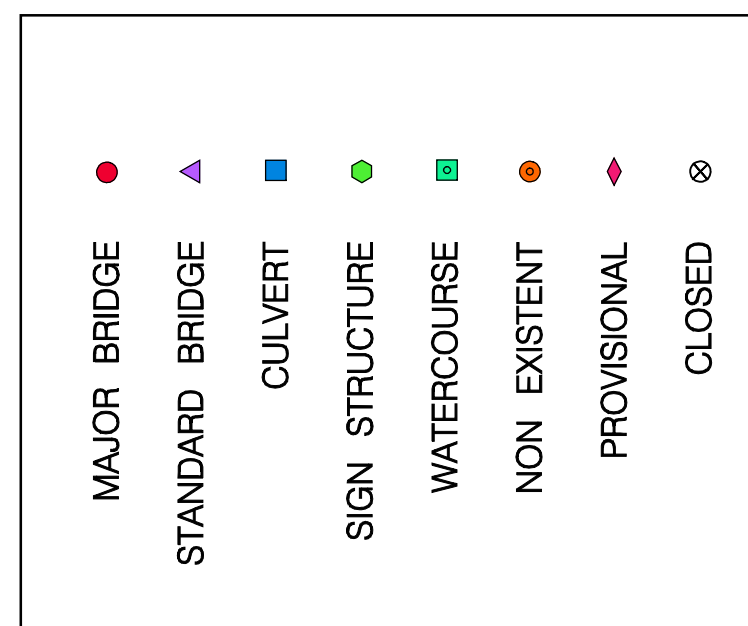 MAJOR BRIDGE
STANDARD BRIDGE
CULVERT
SIGN STRUCTURE
WATERCOURSE
NON EXISTENT
PROVISIONAL
CLOSED